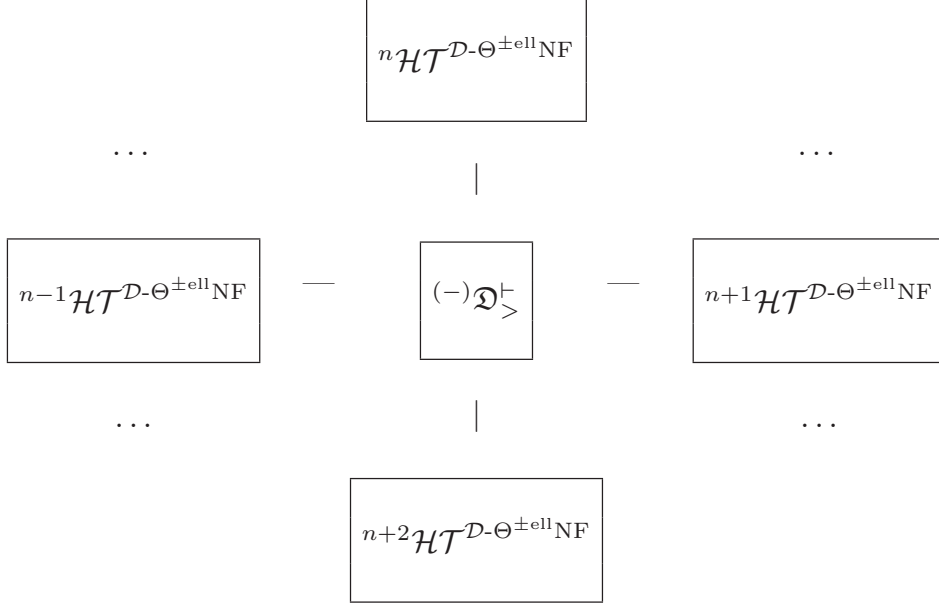 ⁿℋ𝒯^{𝒟-Θ^{±ell}NF}
. . . . . .
|
ⁿ⁻¹ℋ𝒯^{𝒟-Θ^{±ell}NF} — ⁽⁻⁾𝔇^{⊢}_{>} — ⁿ⁺¹ℋ𝒯^{𝒟-Θ^{±ell}NF}
|
. . . . . .
ⁿ⁺²ℋ𝒯^{𝒟-Θ^{±ell}NF}